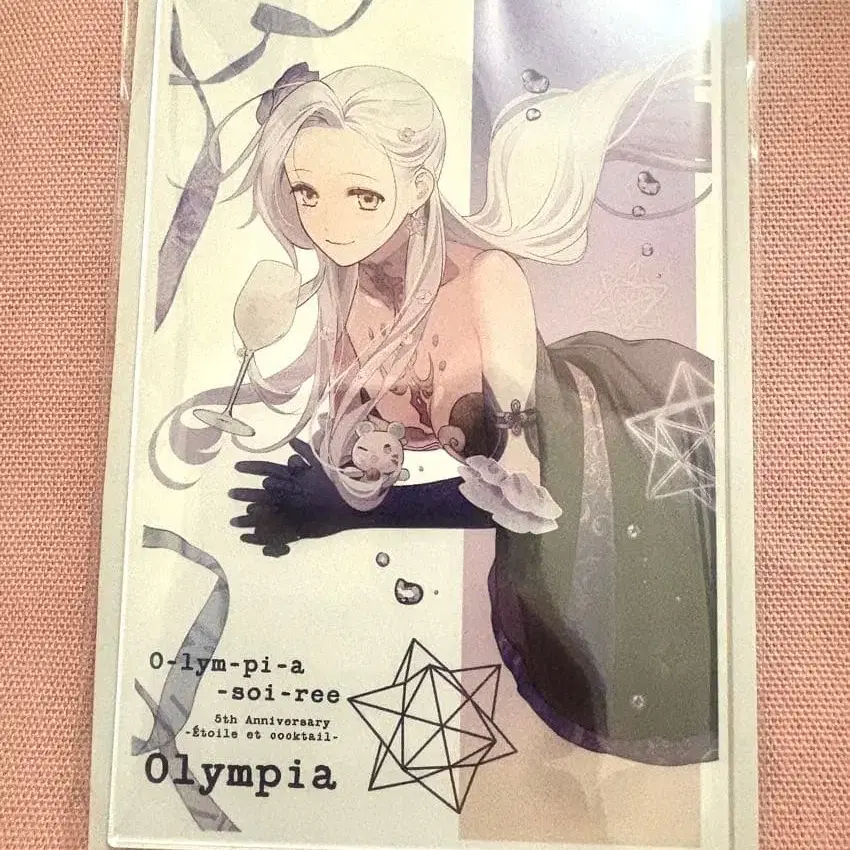 O-lym-pi-a
-soi-ree
5th Anniversary
-Étoile et cocktail-
Olympia